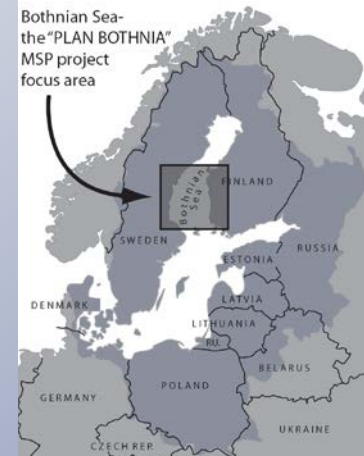 Bothnian Sea-
the "PLAN BOTHNIA"
MSP project
focus area
FINLAND
Bothnian
Sea
SWEDEN
RUSSIA
ESTONIA
LATVIA
DENMARK
LITHUANIA
RU.
BELARUS
POLAND
GERMANY
UKRAINE
CZECH REP.